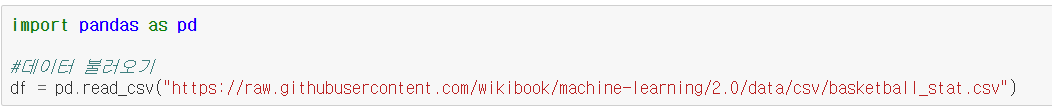 import pandas as pd
#데이터 불러오기
df = pd.read_csv("https://raw.githubusercontent.com/wikibook/machine-learning/2.0/data/csv/basketball_stat.csv")